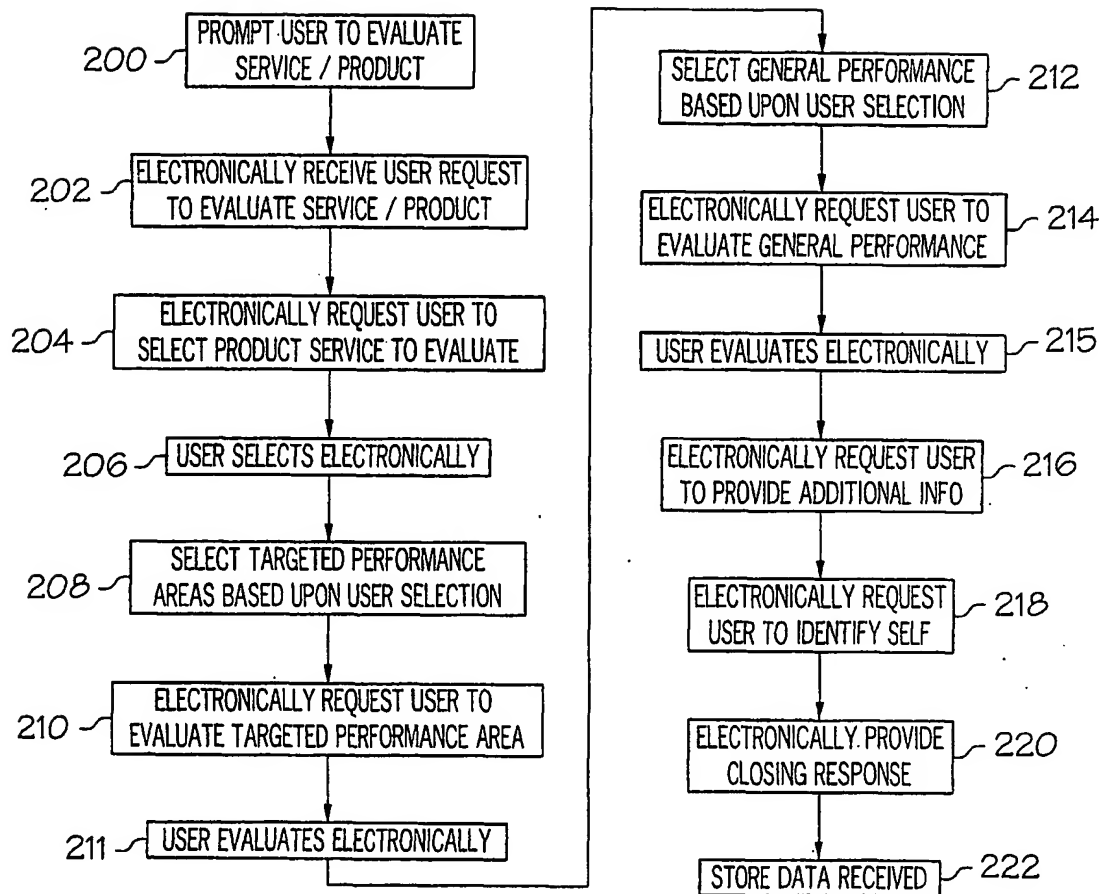 200
PROMPT USER TO EVALUATE
SERVICE / PRODUCT
202
ELECTRONICALLY RECEIVE USER REQUEST
TO EVALUATE SERVICE / PRODUCT
204
ELECTRONICALLY REQUEST USER TO
SELECT PRODUCT SERVICE TO EVALUATE
206
USER SELECTS ELECTRONICALLY
208
SELECT TARGETED PERFORMANCE
AREAS BASED UPON USER SELECTION
210
ELECTRONICALLY REQUEST USER TO
EVALUATE TARGETED PERFORMANCE AREA
211
USER EVALUATES ELECTRONICALLY
SELECT GENERAL PERFORMANCE
BASED UPON USER SELECTION
212
ELECTRONICALLY REQUEST USER TO
EVALUATE GENERAL PERFORMANCE
214
USER EVALUATES ELECTRONICALLY
215
ELECTRONICALLY REQUEST USER
TO PROVIDE ADDITIONAL INFO
216
ELECTRONICALLY REQUEST
USER TO IDENTIFY SELF
218
ELECTRONICALLY PROVIDE
CLOSING RESPONSE
220
STORE DATA RECEIVED
222